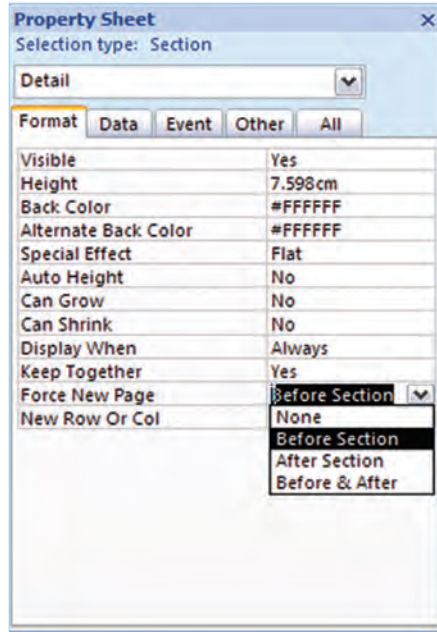 Property Sheet ×
Selection type: Section
Detail
Format Data Event Other All
Visible Yes
Height 7.598cm
Back Color #FFFFFF
Alternate Back Color #FFFFFF
Special Effect Flat
Auto Height No
Can Grow No
Can Shrink No
Display When Always
Keep Together Yes
Force New Page Before Section
New Row Or Col None
Before Section
After Section
Before & After